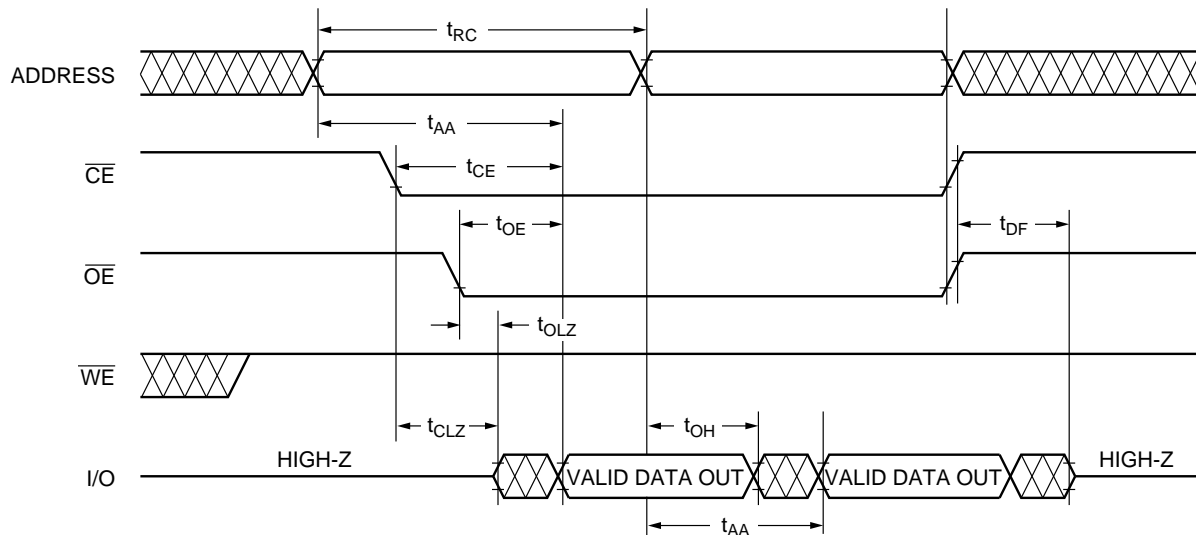 tRC
ADDRESS
tAA
CE
tCE
tOE
tDF
OE
tOLZ
WE
tCLZ
tOH
HIGH-Z
HIGH-Z
I/O
VALID DATA OUT
VALID DATA OUT
tAA